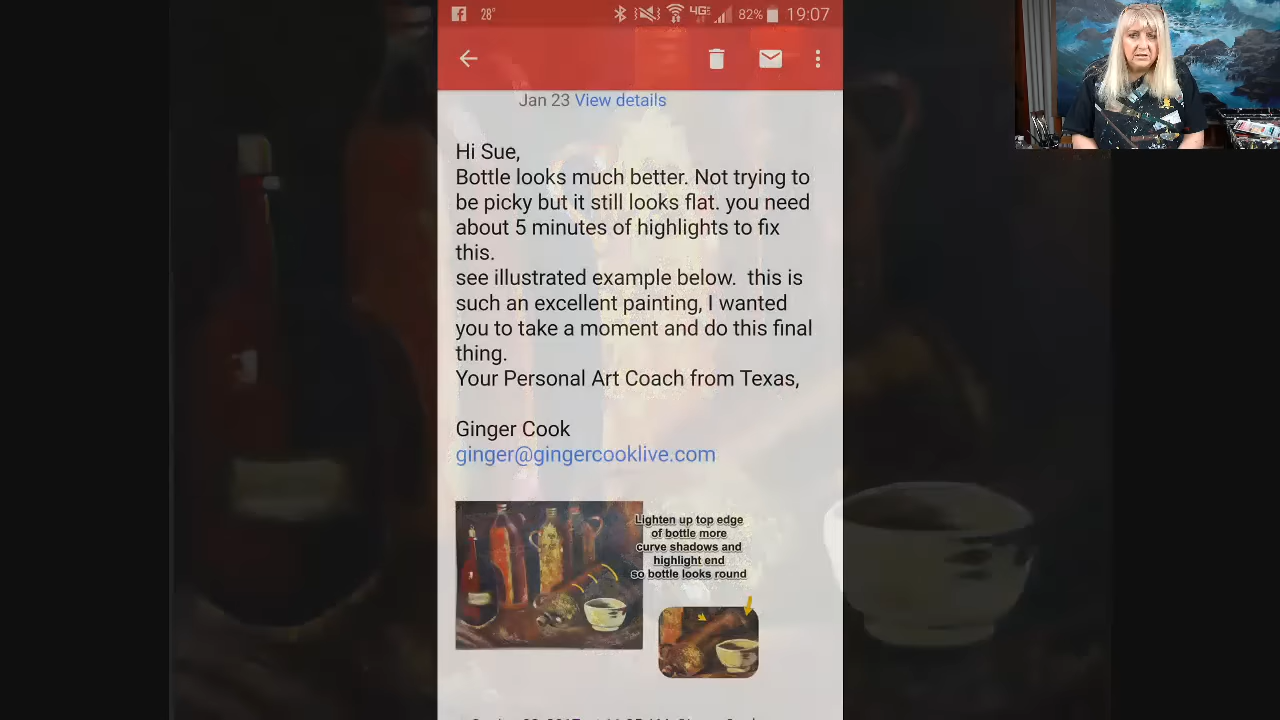 28° 4G 82% 19:07
Jan 23 View details
Hi Sue,
Bottle looks much better. Not trying to
be picky but it still looks flat. you need
about 5 minutes of highlights to fix
this.
see illustrated example below.  this is
such an excellent painting, I wanted
you to take a moment and do this final
thing.
Your Personal Art Coach from Texas,
Ginger Cook
ginger@gingercooklive.com
Lighten up top edge
of bottle more
curve shadows and
highlight end
so bottle looks round